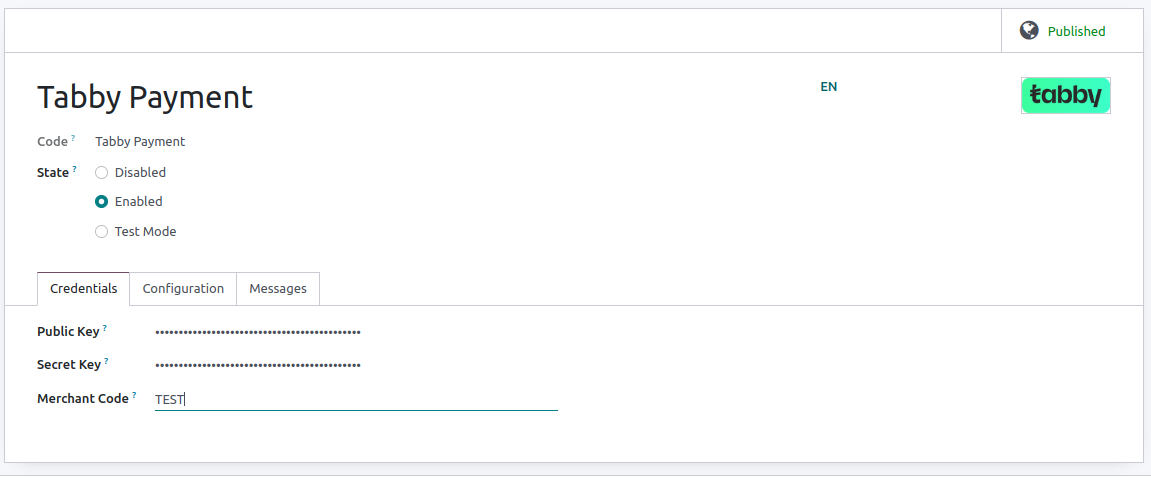 Published
Tabby Payment
EN
tabby
Code ? Tabby Payment
State ? Disabled
Enabled
Test Mode
Credentials Configuration Messages
Public Key ? ••••••••••••••••••••••••••••••••••••••••••••
Secret Key ? ••••••••••••••••••••••••••••••••••••••••••••
Merchant Code ? TEST